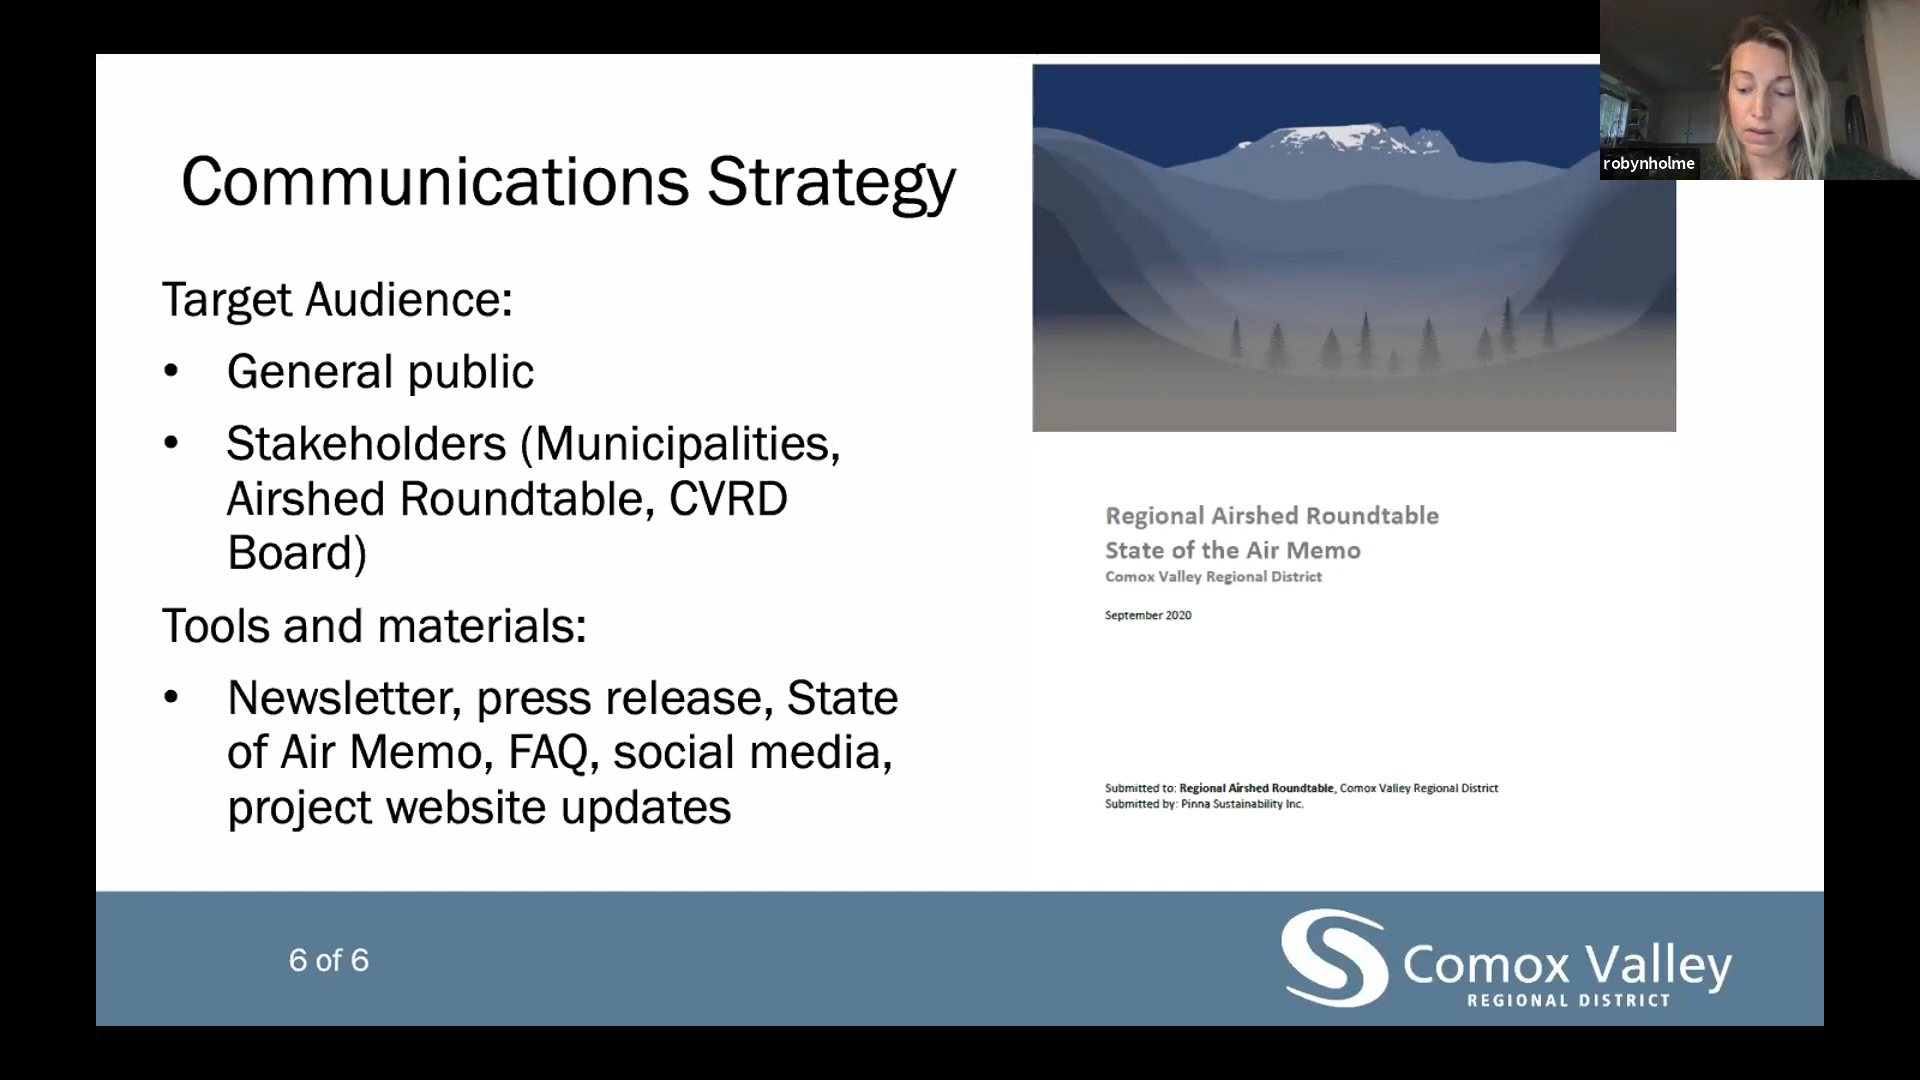 Communications Strategy
Target Audience:
• General public
• Stakeholders (Municipalities,
Airshed Roundtable, CVRD
Board)
Tools and materials:
• Newsletter, press release, State
of Air Memo, FAQ, social media,
project website updates
robynholme
Regional Airshed Roundtable
State of the Air Memo
Comox Valley Regional District
September 2020
Submitted to: Regional Airshed Roundtable, Comox Valley Regional District
Submitted by: Pinna Sustainability Inc.
6 of 6
Comox Valley
REGIONAL DISTRICT